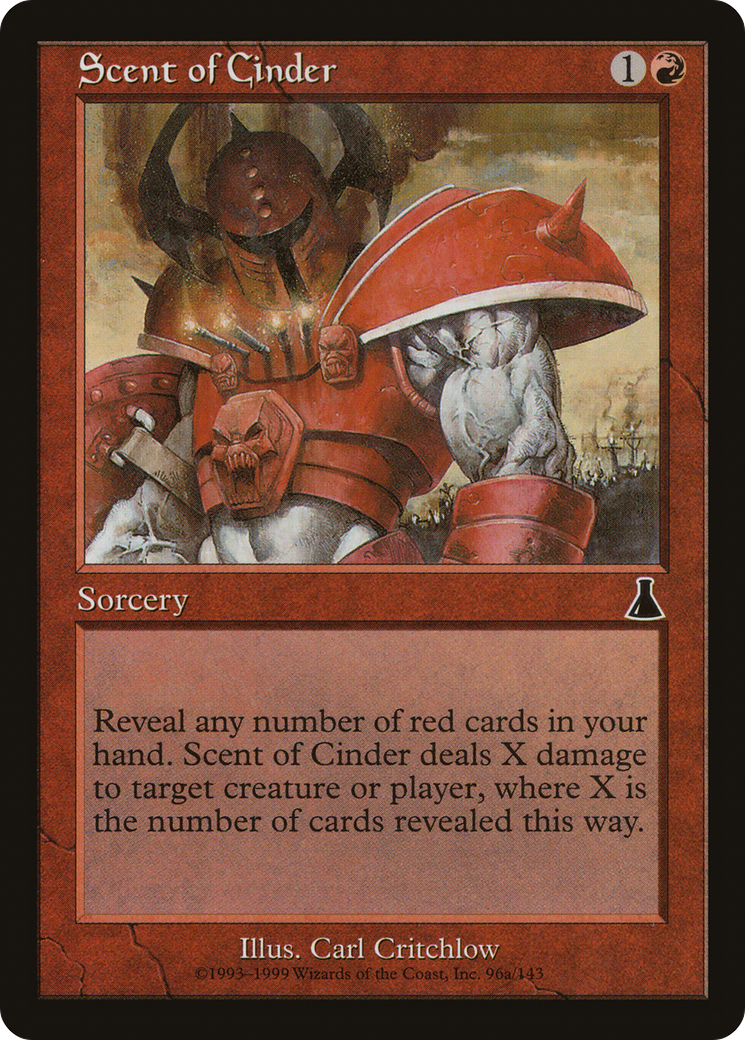 Scent of Cinder 1
Sorcery
Reveal any number of red cards in your
hand. Scent of Cinder deals X damage
to target creature or player, where X is
the number of cards revealed this way.
Illus. Carl Critchlow
©1993–1999 Wizards of the Coast, Inc. 96a/143